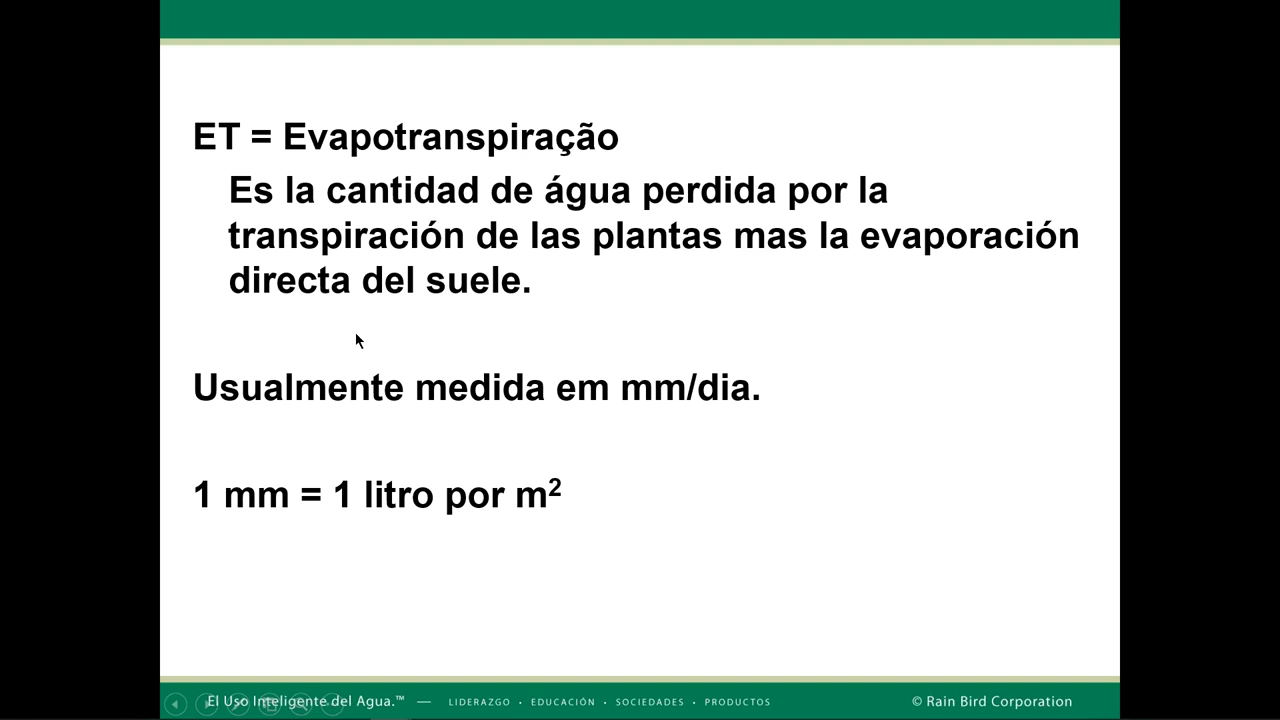 ET = Evapotranspiração
Es la cantidad de água perdida por la
transpiración de las plantas mas la evaporación
directa del suele.
Usualmente medida em mm/dia.
1 mm = 1 litro por m²
El Uso Inteligente del Agua.™ — LIDERAZGO • EDUCACIÓN • SOCIEDADES • PRODUCTOS © Rain Bird Corporation